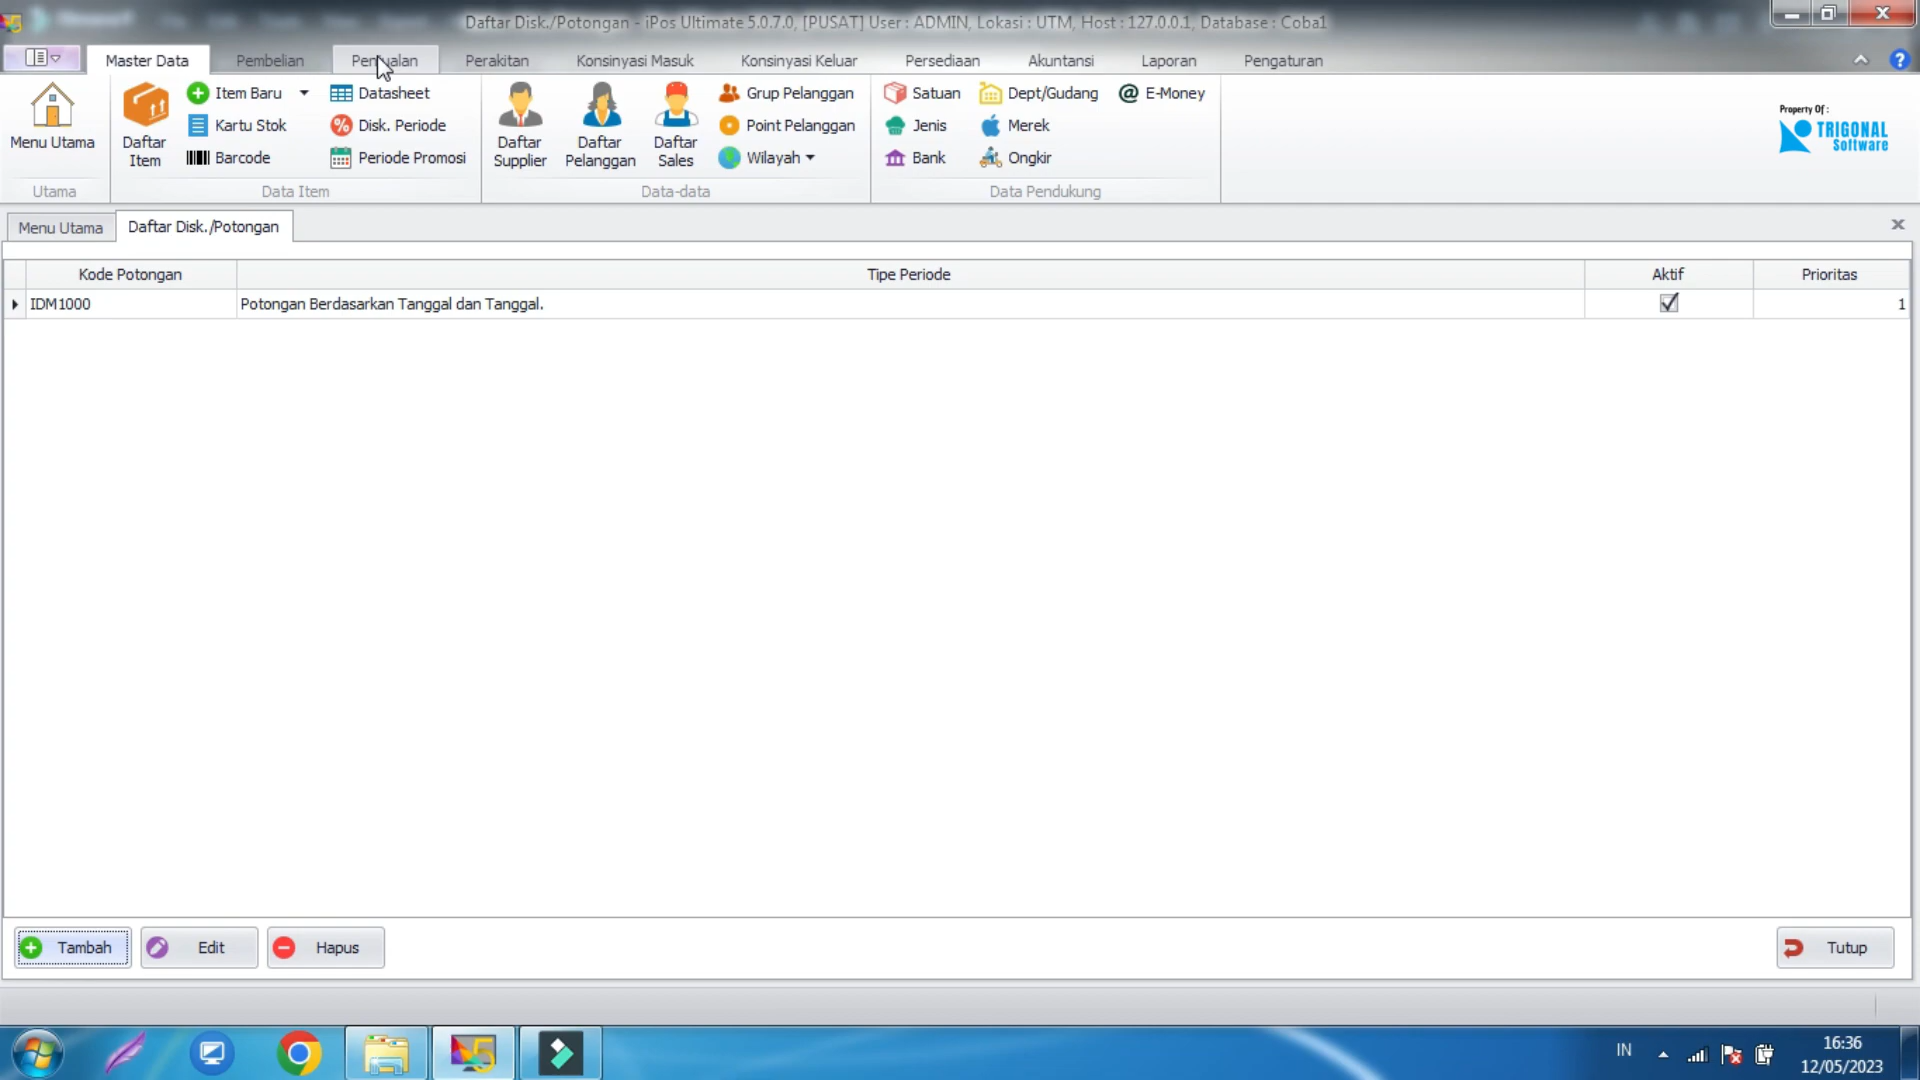 Daftar Disk./Potongan - iPos Ultimate 5.0.7.0, [PUSAT] User : ADMIN, Lokasi : UTM, Host : 127.0.0.1, Database : Coba1
Master Data Pembelian Penjualan Perakitan Konsinyasi Masuk Konsinyasi Keluar Persediaan Akuntansi Laporan Pengaturan
Menu Utama
Utama
Daftar Item
Item Baru
Kartu Stok
Barcode
Datasheet
Disk. Periode
Periode Promosi
Data Item
Daftar Supplier
Daftar Pelanggan
Daftar Sales
Grup Pelanggan
Point Pelanggan
Wilayah
Data-data
Satuan
Jenis
Bank
Dept/Gudang
Merek
Ongkir
@ E-Money
Data Pendukung
Property Of :
TRIGONAL
Software
Menu Utama Daftar Disk./Potongan
Kode Potongan Tipe Periode Aktif Prioritas
IDM1000 Potongan Berdasarkan Tanggal dan Tanggal. 1
Tambah Edit Hapus Tutup
IN
16:36
12/05/2023